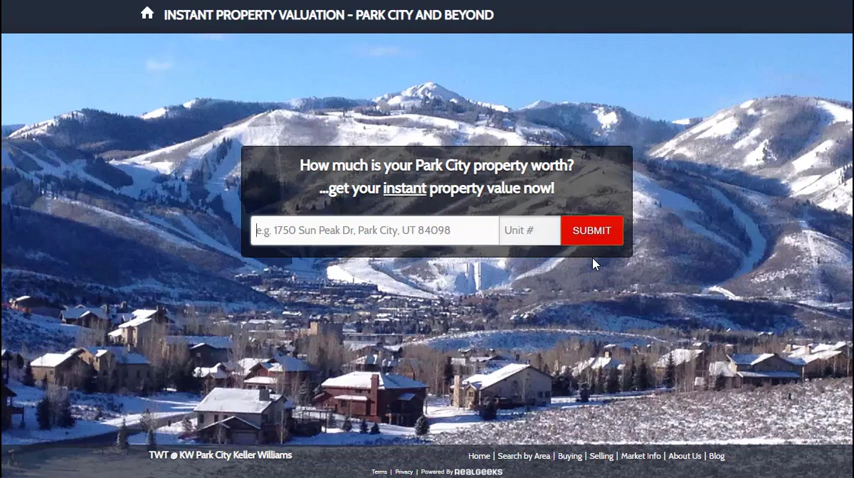 INSTANT PROPERTY VALUATION - PARK CITY AND BEYOND
How much is your Park City property worth?
...get your instant property value now!
e.g. 1750 Sun Peak Dr, Park City, UT 84098 Unit # SUBMIT
TWT @ KW Park City Keller Williams
Home | Search by Area | Buying | Selling | Market Info | About Us | Blog
Terms | Privacy | Powered By REALGEEKS